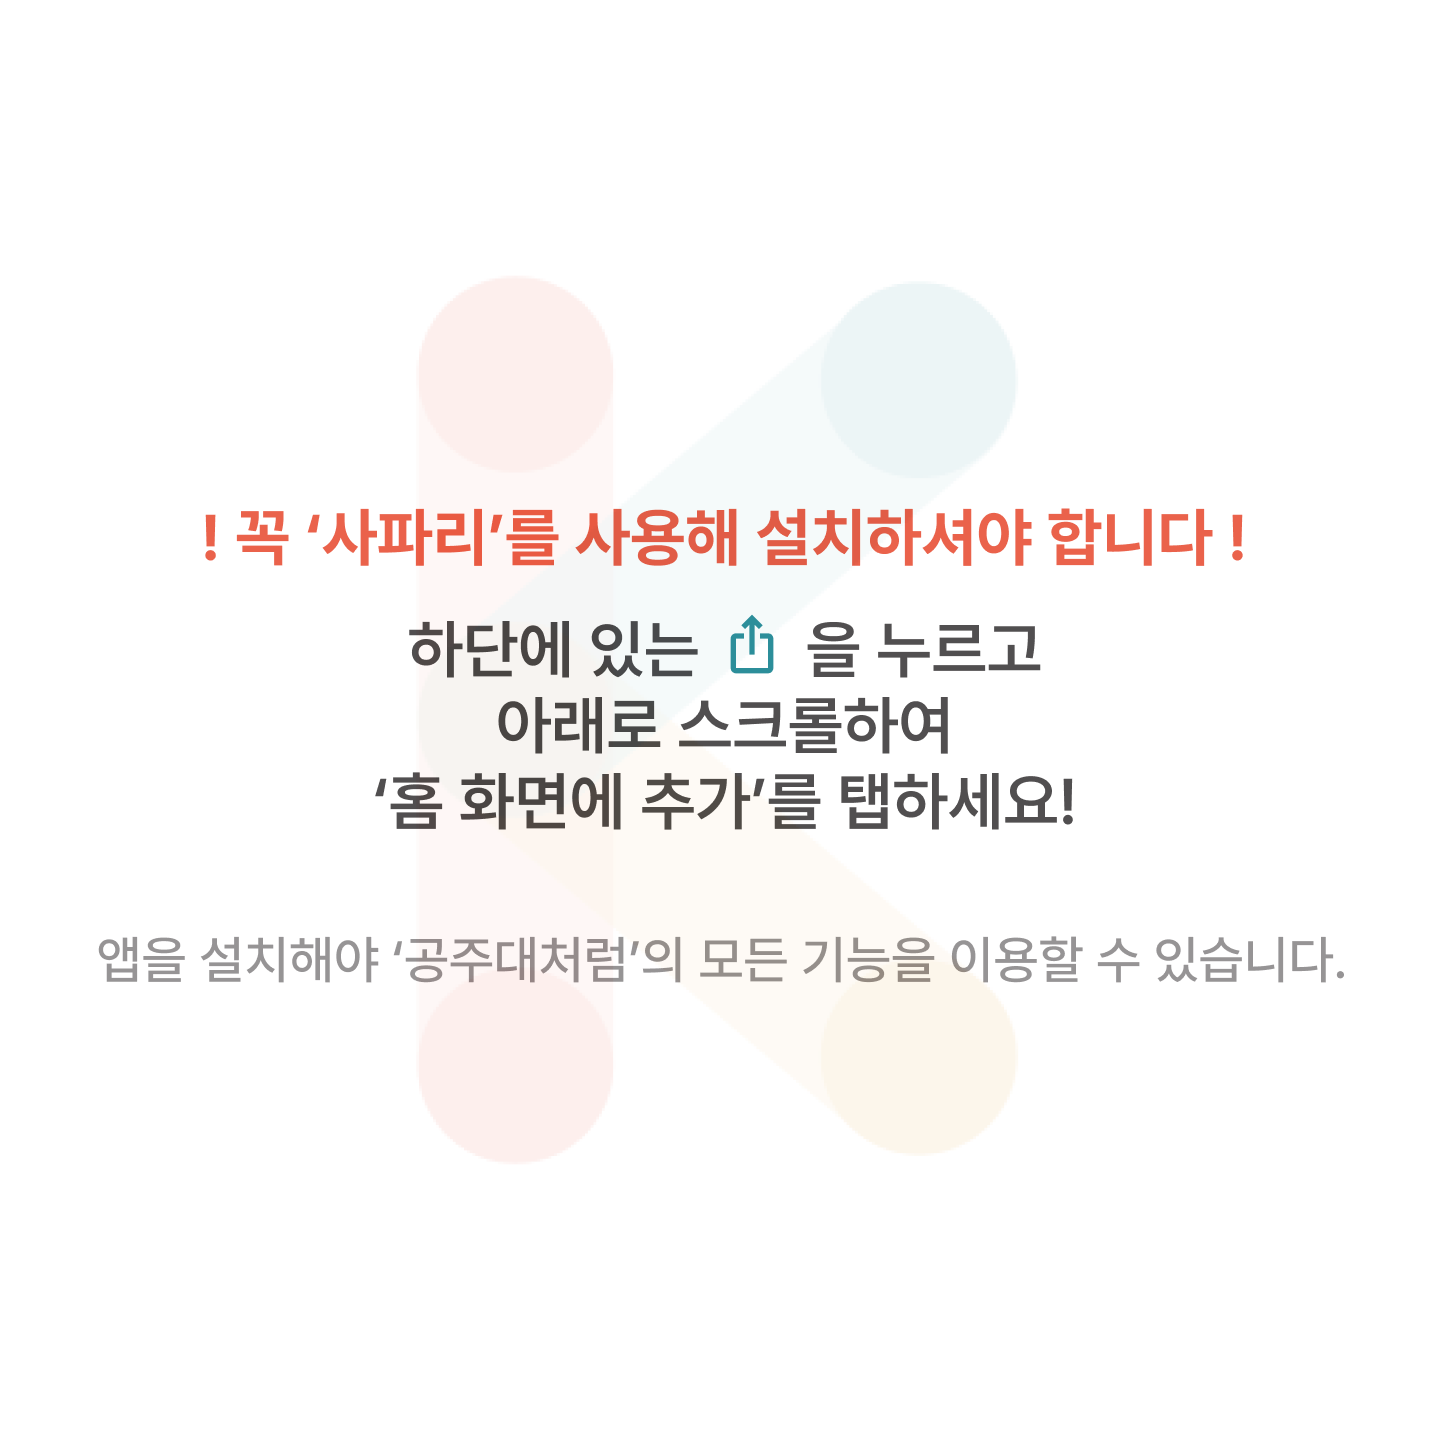 ! 꼭 ‘사파리’를 사용해 설치하셔야 합니다 !
하단에 있는 을 누르고
아래로 스크롤하여
‘홈 화면에 추가’를 탭하세요!
앱을 설치해야 ‘공주대처럼’의 모든 기능을 이용할 수 있습니다.